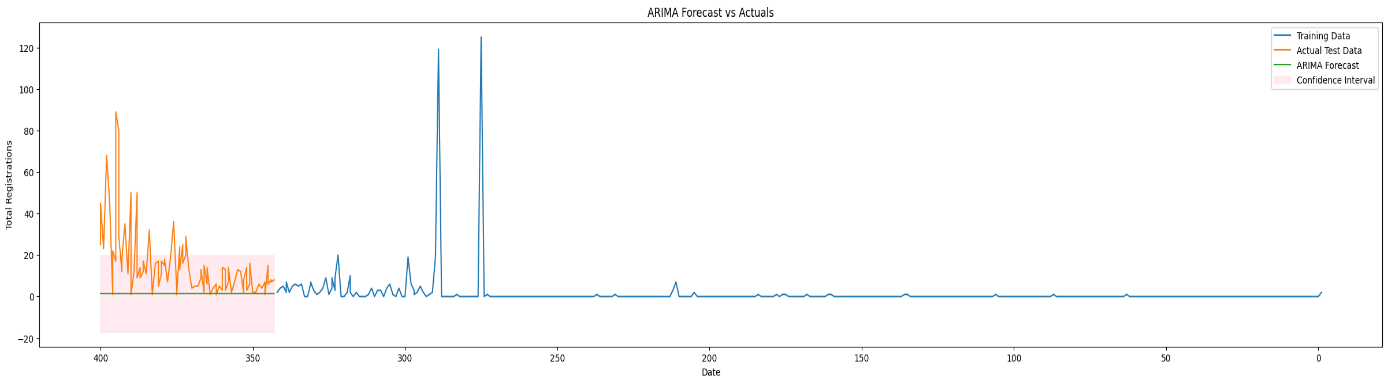 ARIMA Forecast vs Actuals
Training Data
Actual Test Data
ARIMA Forecast
Confidence Interval
Total Registrations
120
100
80
60
40
20
0
−20
400 350 300 250 200 150 100 50 0
Date